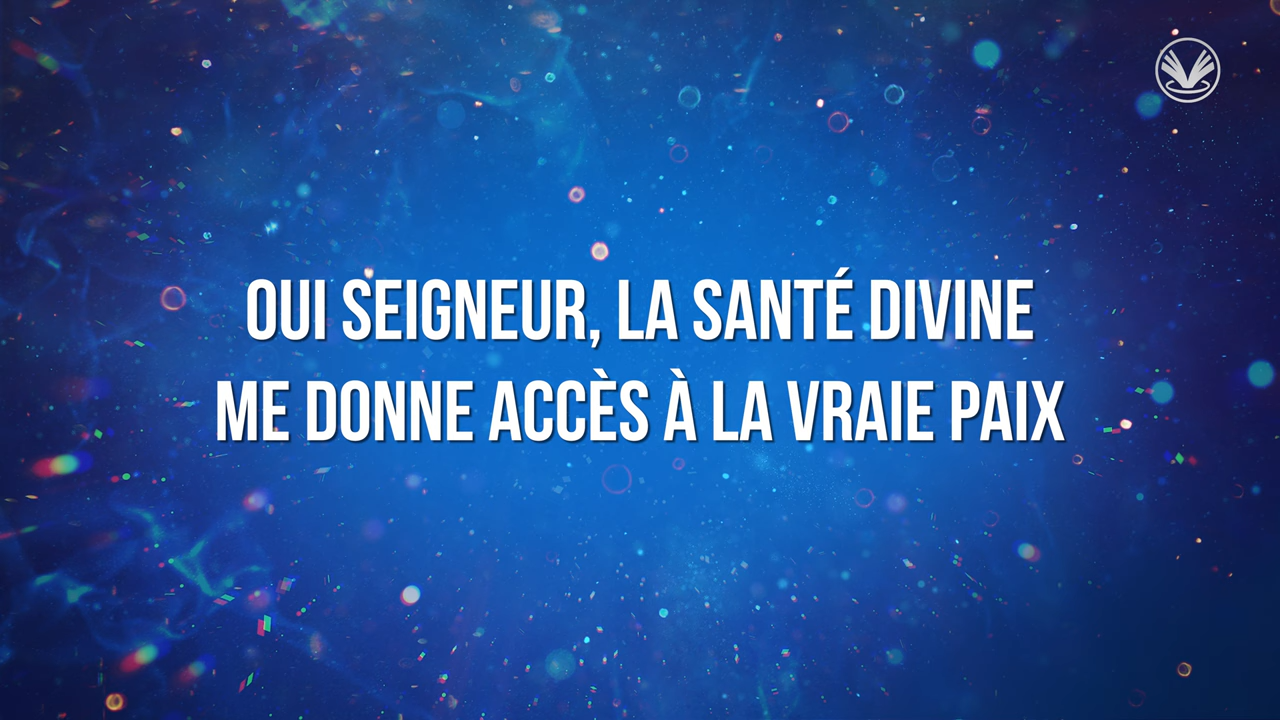 OUI SEIGNEUR, LA SANTÉ DIVINE
ME DONNE ACCÈS À LA VRAIE PAIX